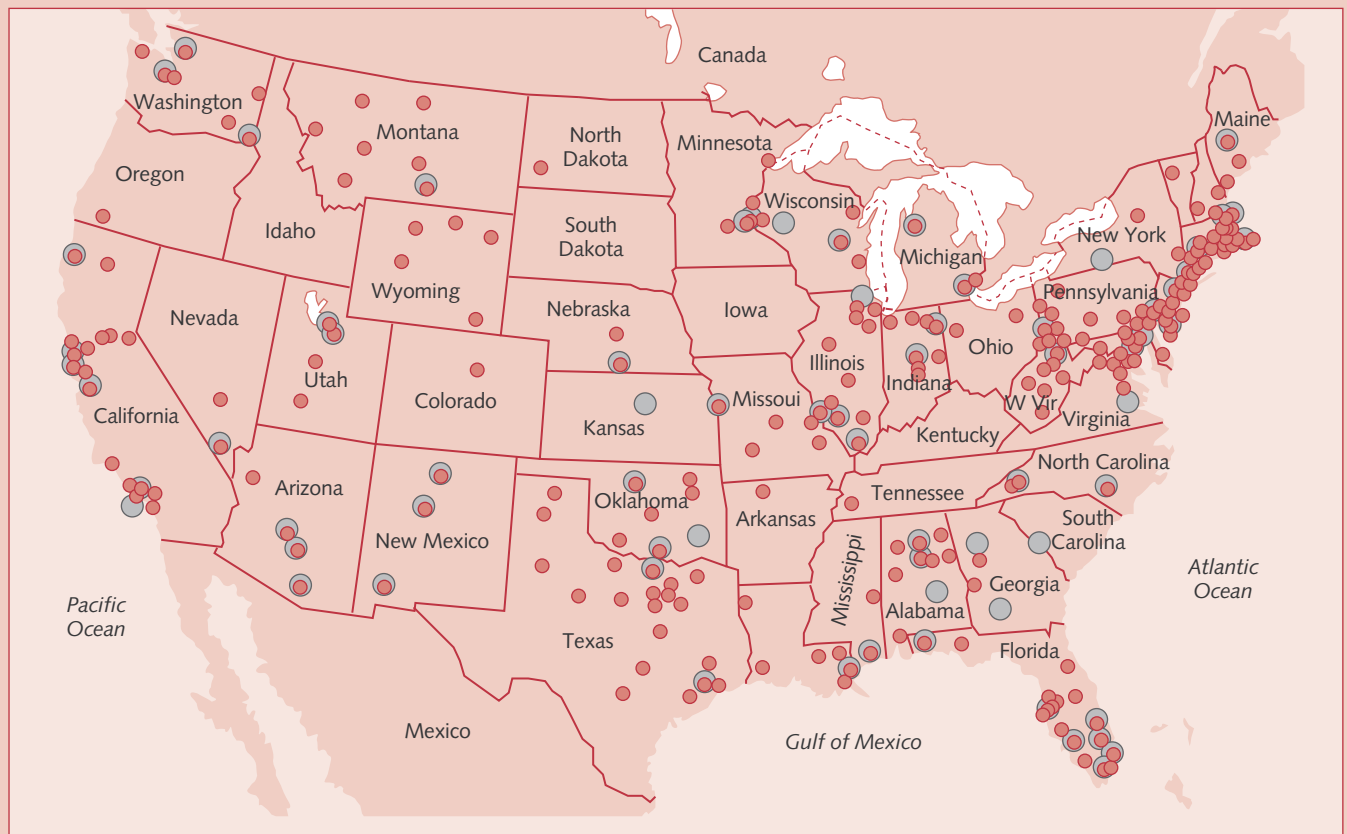 Canada
Washington
Montana
North
Dakota
Minnesota
Maine
Oregon
Wisconsin
Idaho
South
Dakota
Michigan
New York
Wyoming
Nebraska
Pennsylvania
Nevada
Iowa
Ohio
Illinois
Indiana
Utah
Colorado
Missoui
W Vir
Virginia
California
Kansas
Kentucky
North Carolina
Arizona
Oklahoma
Tennessee
Arkansas
South
Carolina
New Mexico
Mississippi
Georgia
Atlantic
Ocean
Alabama
Pacific
Ocean
Texas
Florida
Mexico
Gulf of Mexico